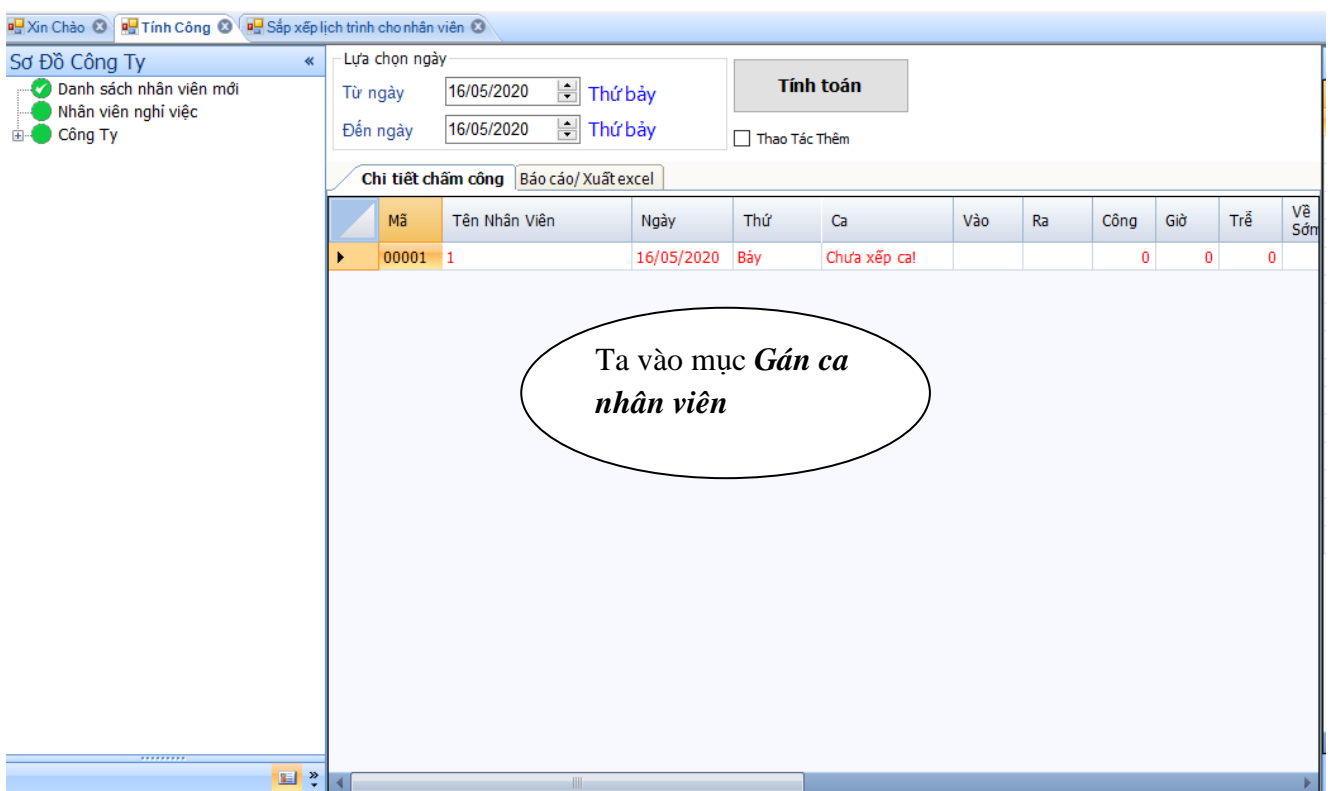 Xin Chào Tính Công Sắp xếp lịch trình cho nhân viên
Sơ Đồ Công Ty «
Danh sách nhân viên mới
Nhân viên nghỉ việc
Công Ty
Lựa chọn ngày
Từ ngày 16/05/2020 Thứ bảy
Đến ngày 16/05/2020 Thứ bảy
Tính toán
Thao Tác Thêm
Chi tiết chấm công Báo cáo/ Xuất excel
Mã Tên Nhân Viên Ngày Thứ Ca Vào Ra Công Giờ Trễ Về Sớm
00001 1 16/05/2020 Bảy Chưa xếp ca! 0 0 0
Ta vào mục Gán ca
nhân viên